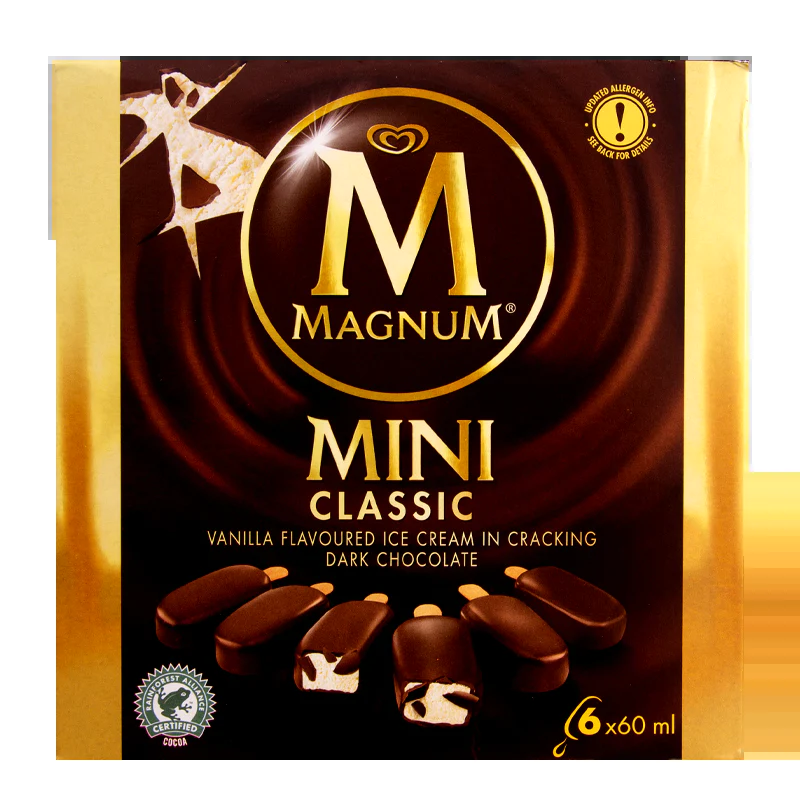 UPDATED ALLERGEN INFO
SEE BACK FOR DETAILS
M
MAGNUM®
MINI
CLASSIC
VANILLA FLAVOURED ICE CREAM IN CRACKING
DARK CHOCOLATE
RAINFOREST ALLIANCE
CERTIFIED
COCOA
6 x60 ml